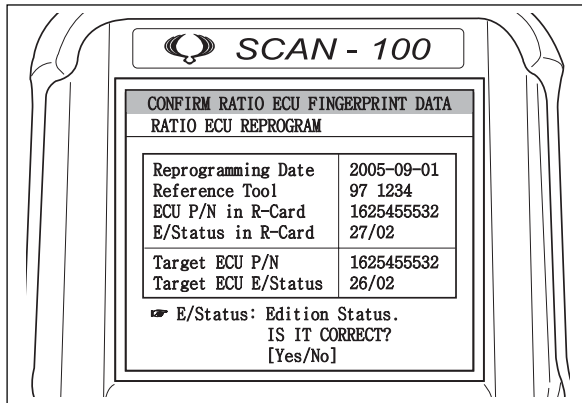 SCAN - 100
CONFIRM RATIO ECU FINGERPRINT DATA
RATIO ECU REPROGRAM
Reprogramming Date 2005-09-01
Reference Tool 97 1234
ECU P/N in R-Card 1625455532
E/Status in R-Card 27/02
Target ECU P/N 1625455532
Target ECU E/Status 26/02
☞ E/Status: Edition Status.
IS IT CORRECT?
[Yes/No]